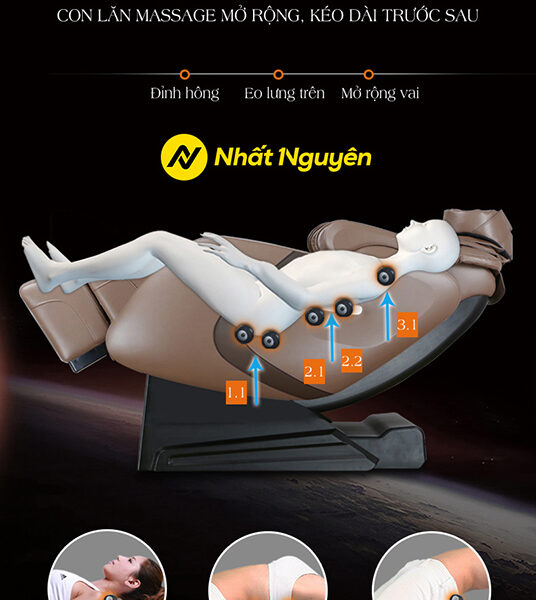 CON LĂN MASSAGE MỞ RỘNG, KÉO DÀI TRƯỚC SAU
Đỉnh hông Eo lưng trên Mở rộng vai
Nhất Nguyên
3.1
2.1 2.2
1.1